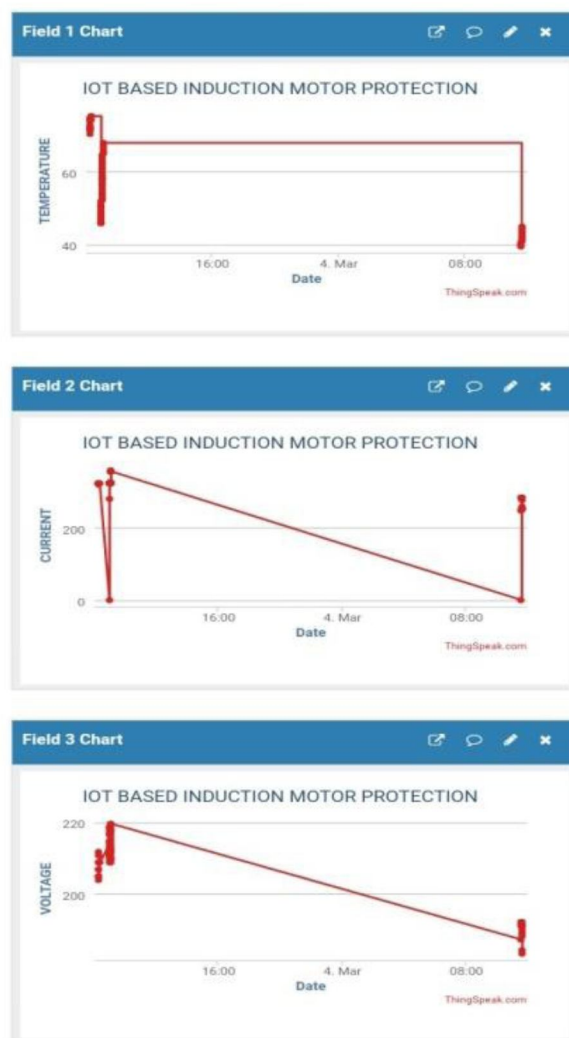 Field 1 Chart
IOT BASED INDUCTION MOTOR PROTECTION
TEMPERATURE
60
40
16:00
4. Mar
08:00
Date
ThingSpeak.com
Field 2 Chart
IOT BASED INDUCTION MOTOR PROTECTION
CURRENT
200
0
16:00
4. Mar
08:00
Date
ThingSpeak.com
Field 3 Chart
IOT BASED INDUCTION MOTOR PROTECTION
VOLTAGE
220
200
16:00
4. Mar
08:00
Date
ThingSpeak.com